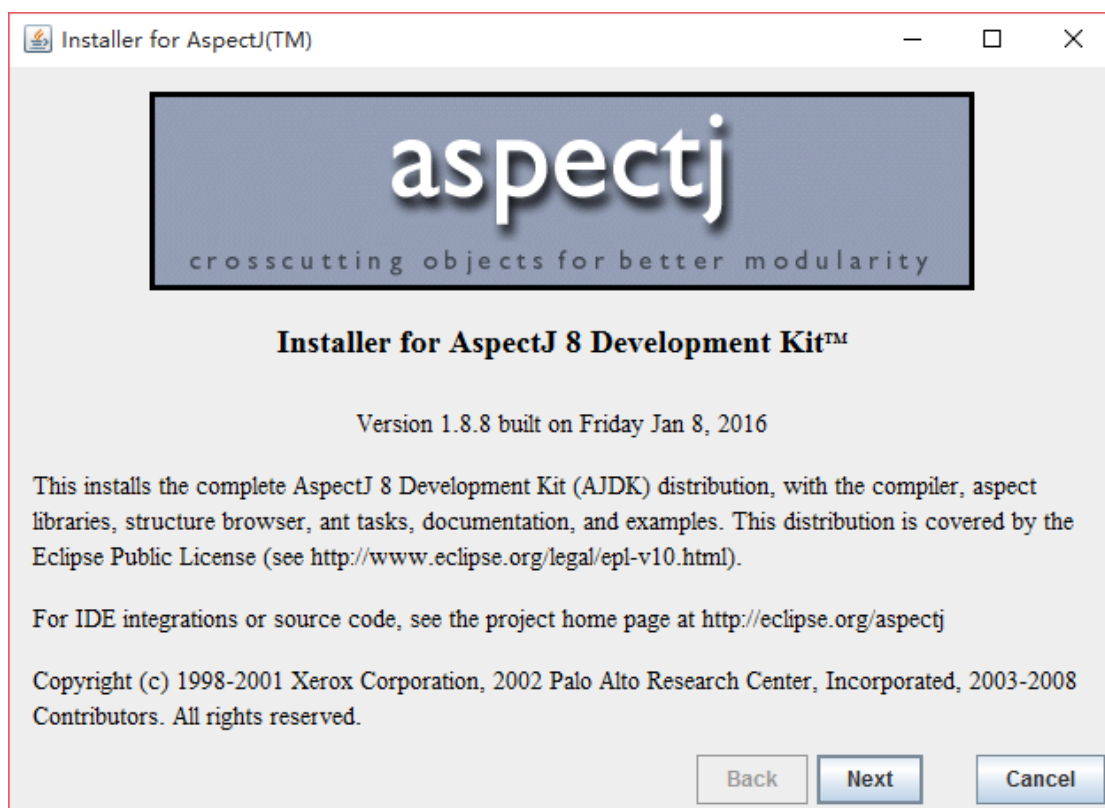 Installer for AspectJ(TM)
aspectj
crosscutting objects for better modularity
Installer for AspectJ 8 Development Kit™
Version 1.8.8 built on Friday Jan 8, 2016
This installs the complete AspectJ 8 Development Kit (AJDK) distribution, with the compiler, aspect
libraries, structure browser, ant tasks, documentation, and examples. This distribution is covered by the
Eclipse Public License (see http://www.eclipse.org/legal/epl-v10.html).
For IDE integrations or source code, see the project home page at http://eclipse.org/aspectj
Copyright (c) 1998-2001 Xerox Corporation, 2002 Palo Alto Research Center, Incorporated, 2003-2008
Contributors. All rights reserved.
Back Next Cancel